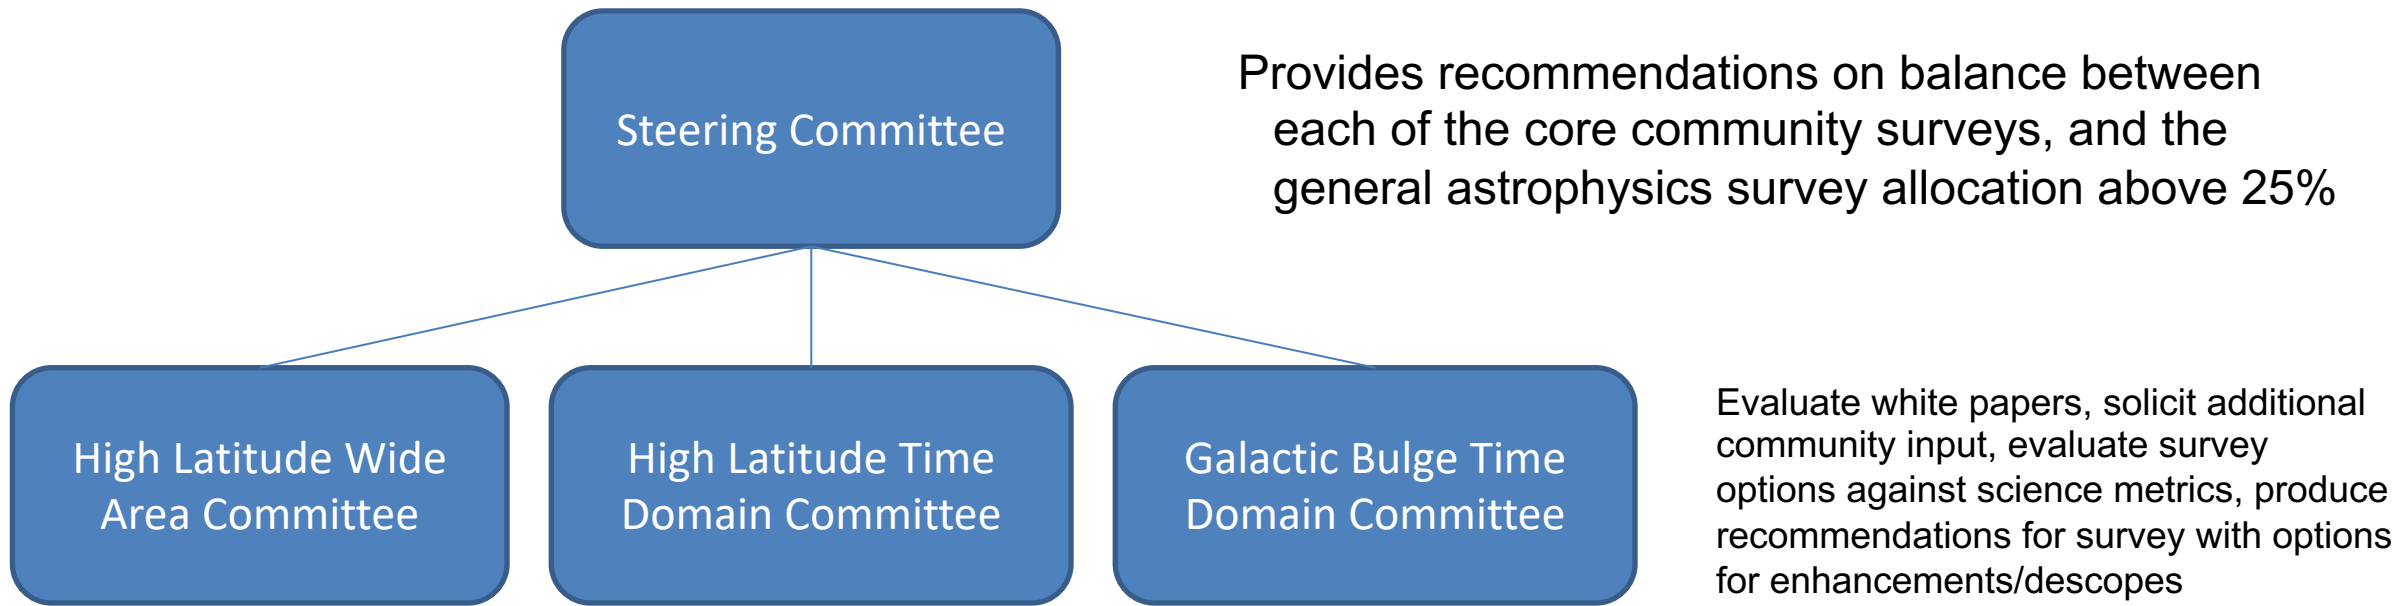 Steering Committee
Provides recommendations on balance between
each of the core community surveys, and the
general astrophysics survey allocation above 25%
High Latitude Wide
Area Committee
High Latitude Time
Domain Committee
Galactic Bulge Time
Domain Committee
Evaluate white papers, solicit additional
community input, evaluate survey
options against science metrics, produce
recommendations for survey with options
for enhancements/descopes